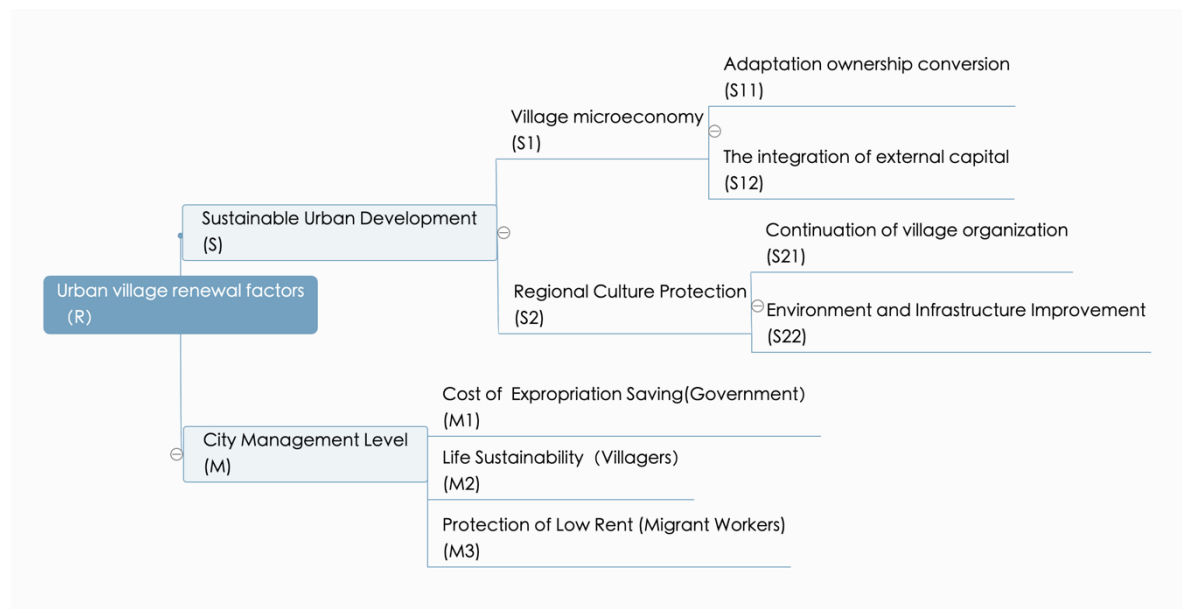 Adaptation ownership conversion
(S11)
Village microeconomy
(S1)
The integration of external capital
(S12)
Sustainable Urban Development
(S)
Continuation of village organization
(S21)
Regional Culture Protection
(S2)
Environment and Infrastructure Improvement
(S22)
Urban village renewal factors
(R)
Cost of Expropriation Saving(Government)
(M1)
City Management Level
(M)
Life Sustainability（Villagers)
(M2)
Protection of Low Rent (Migrant Workers)
(M3)